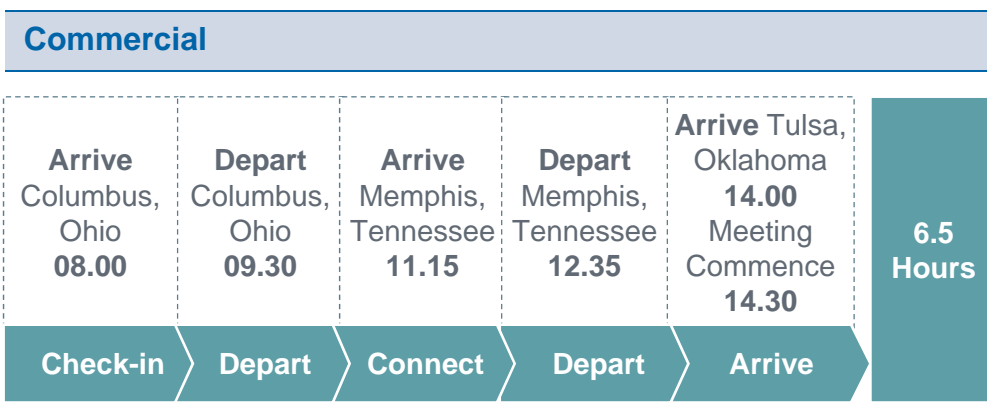 Commercial
Arrive
Columbus,
Ohio
08.00
Depart
Columbus,
Ohio
09.30
Arrive
Memphis,
Tennessee
11.15
Depart
Memphis,
Tennessee
12.35
Arrive Tulsa,
Oklahoma
14.00
Meeting
Commence
14.30
6.5
Hours
Check-in
Depart
Connect
Depart
Arrive